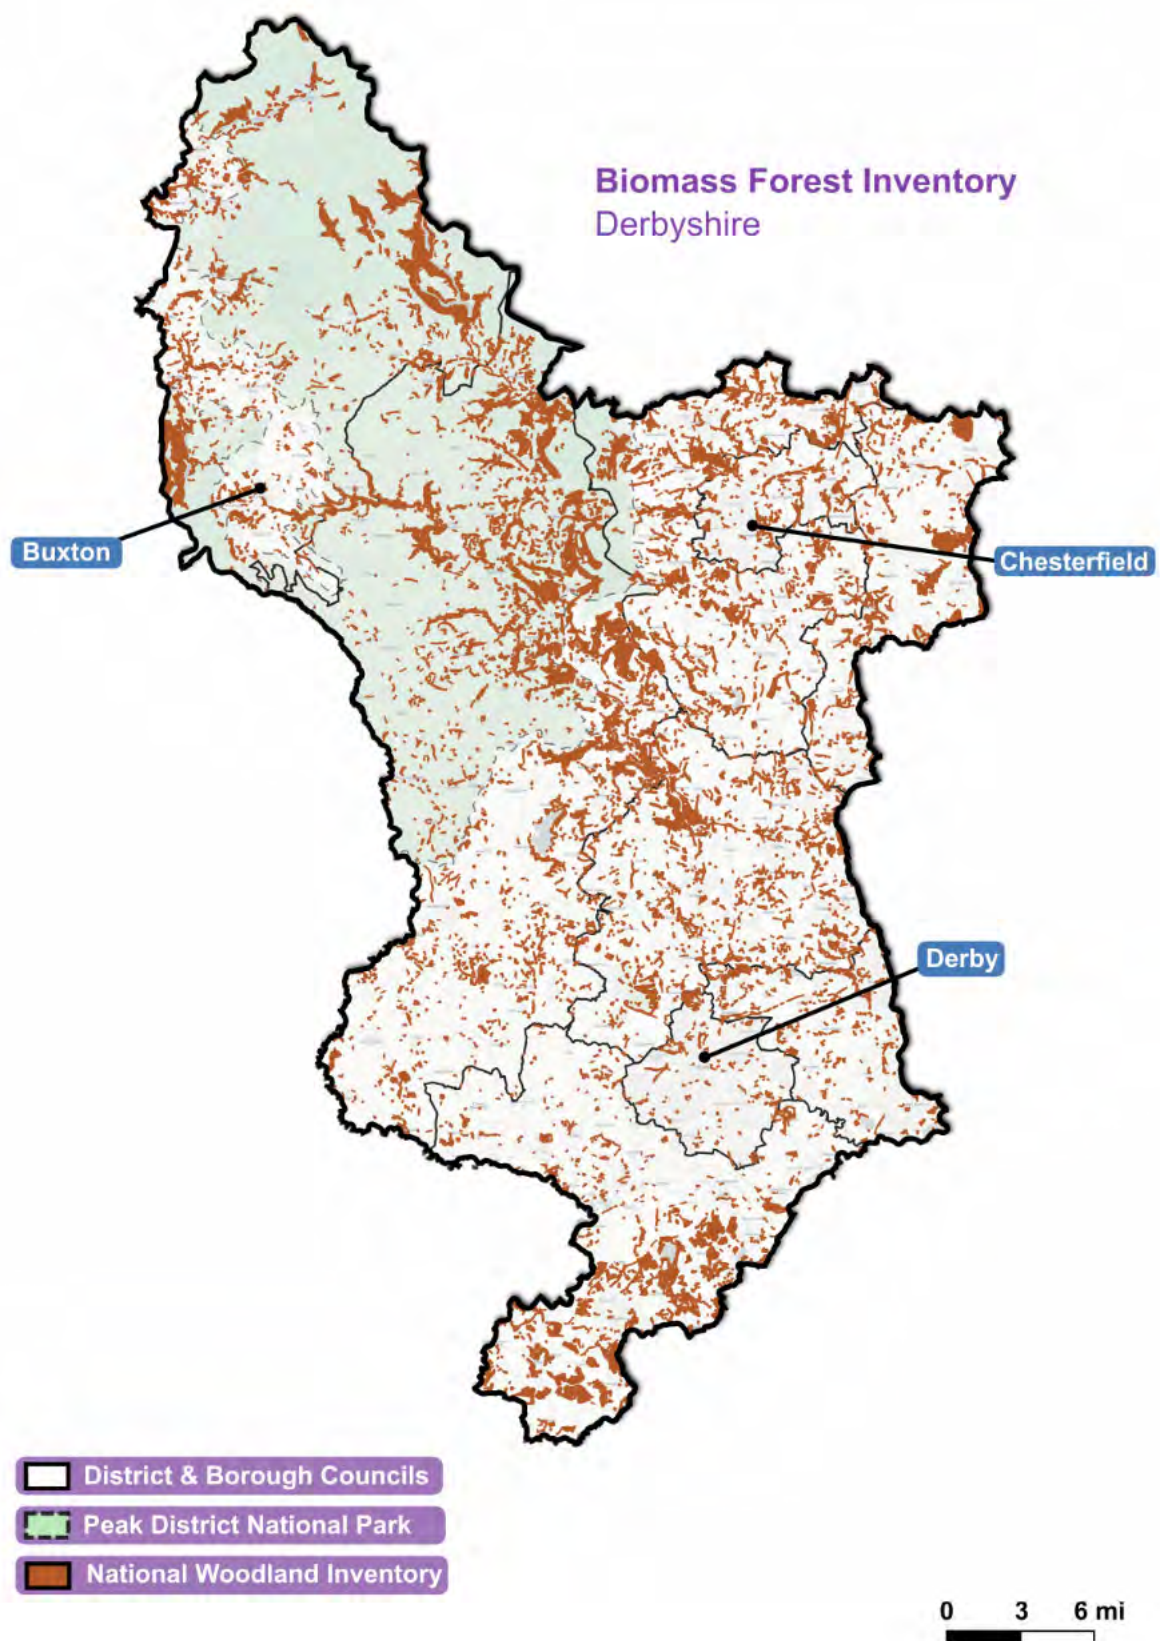 Biomass Forest Inventory
Derbyshire
Buxton
Chesterfield
Derby
District & Borough Councils
Peak District National Park
National Woodland Inventory
0 3 6 mi